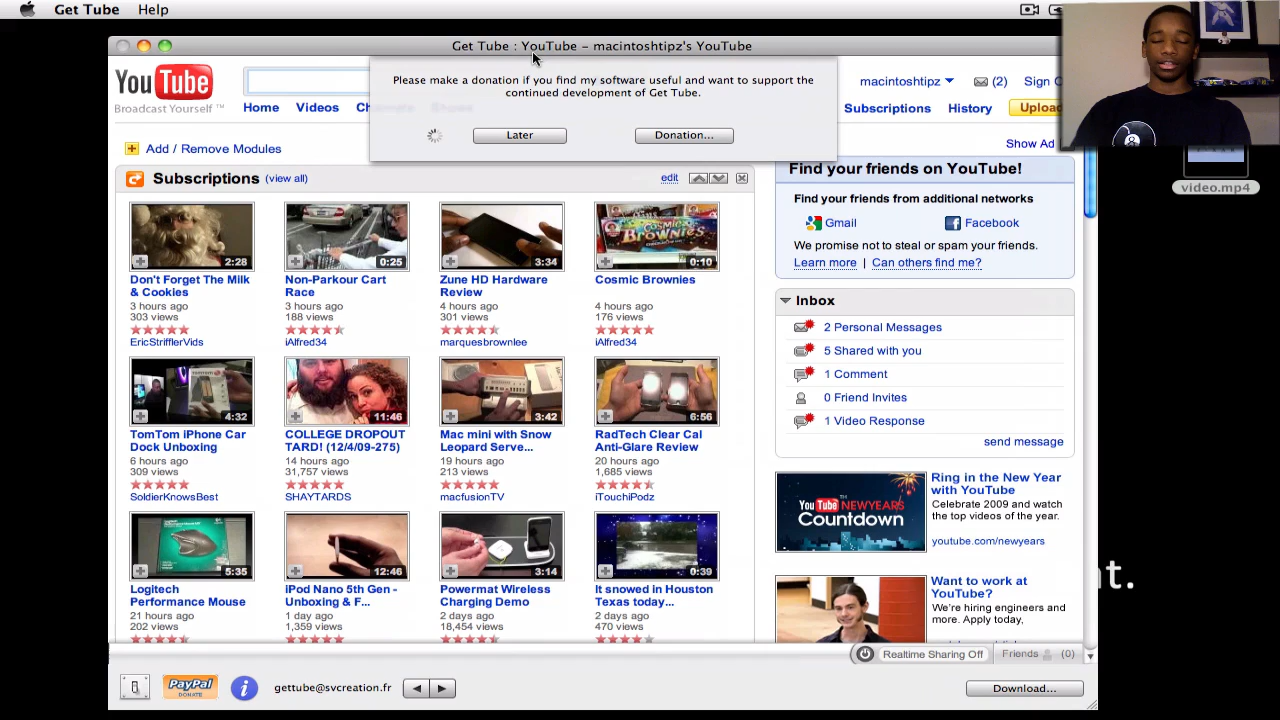 Get Tube Help
Get Tube : YouTube – macintoshtipz's YouTube
Please make a donation if you find my software useful and want to support the
continued development of Get Tube.
Later Donation...
YouTube
Broadcast Yourself ™
macintoshtipz (2) Sign
Home Videos Channels Shows
Subscriptions History Upload
video.mp4
Add / Remove Modules
Show Ad
Subscriptions (view all) edit
2:28
Don't Forget The Milk
& Cookies
3 hours ago
303 views
EricStrifflerVids
0:25
Non-Parkour Cart
Race
3 hours ago
188 views
iAlfred34
3:34
Zune HD Hardware
Review
4 hours ago
301 views
marquesbrownlee
COSMIC BROWNIES
0:10
Cosmic Brownies
4 hours ago
176 views
iAlfred34
4:32
TomTom iPhone Car
Dock Unboxing
6 hours ago
309 views
SoldierKnowsBest
11:46
COLLEGE DROPOUT
TARD! (12/4/09-275)
14 hours ago
31,757 views
SHAYTARDS
3:42
Mac mini with Snow
Leopard Serve...
19 hours ago
213 views
macfusionTV
6:56
RadTech Clear Cal
Anti-Glare Review
20 hours ago
1,685 views
iTouchiPodz
5:35
Logitech
Performance Mouse
21 hours ago
202 views
12:46
iPod Nano 5th Gen -
Unboxing & F...
1 day ago
1,359 views
3:14
Powermat Wireless
Charging Demo
2 days ago
18,454 views
0:39
It snowed in Houston
Texas today...
2 days ago
470 views
Find your friends on YouTube!
Find your friends from additional networks
Gmail Facebook
We promise not to steal or spam your friends.
Learn more | Can others find me?
Inbox
2 Personal Messages
5 Shared with you
1 Comment
0 Friend Invites
1 Video Response
send message
YouTube NEWYEARS
Countdown
Ring in the New Year
with YouTube
Celebrate 2009 and watch
the top videos of the year.
youtube.com/newyears
Want to work at
YouTube?
We're hiring engineers and
more. Apply today,
Realtime Sharing Off Friends (0)
PayPal
DONATE
gettube@svcreation.fr
Download...